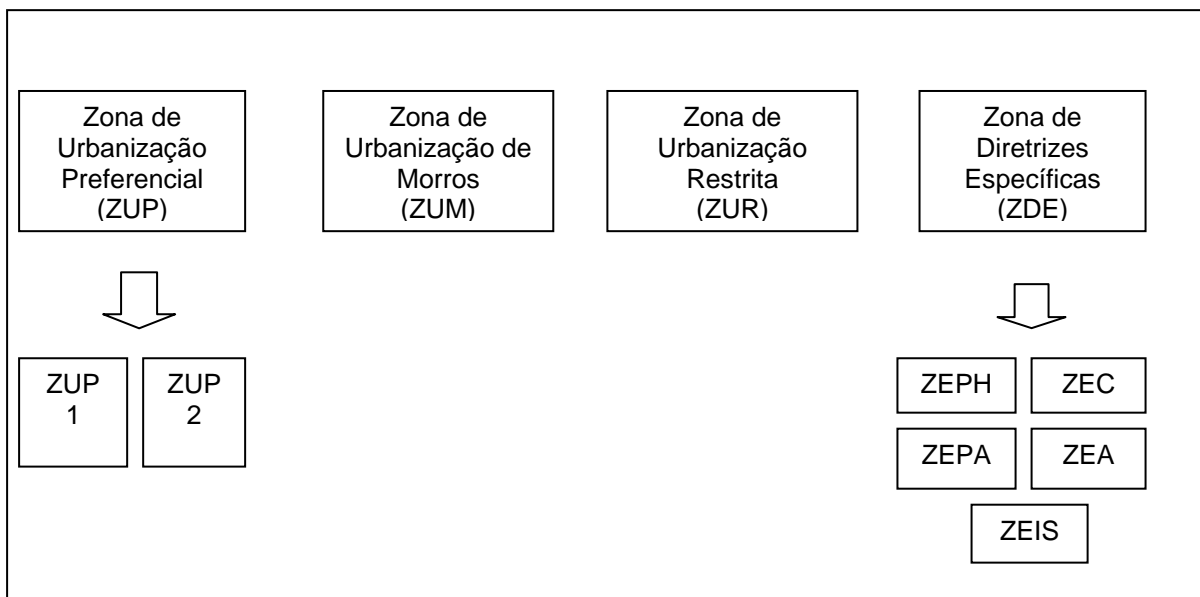 Zona de
Urbanização
Preferencial
(ZUP)
Zona de
Urbanização de
Morros
(ZUM)
Zona de
Urbanização
Restrita
(ZUR)
Zona de
Diretrizes
Específicas
(ZDE)
ZUP
1
ZUP
2
ZEPH
ZEC
ZEPA
ZEA
ZEIS